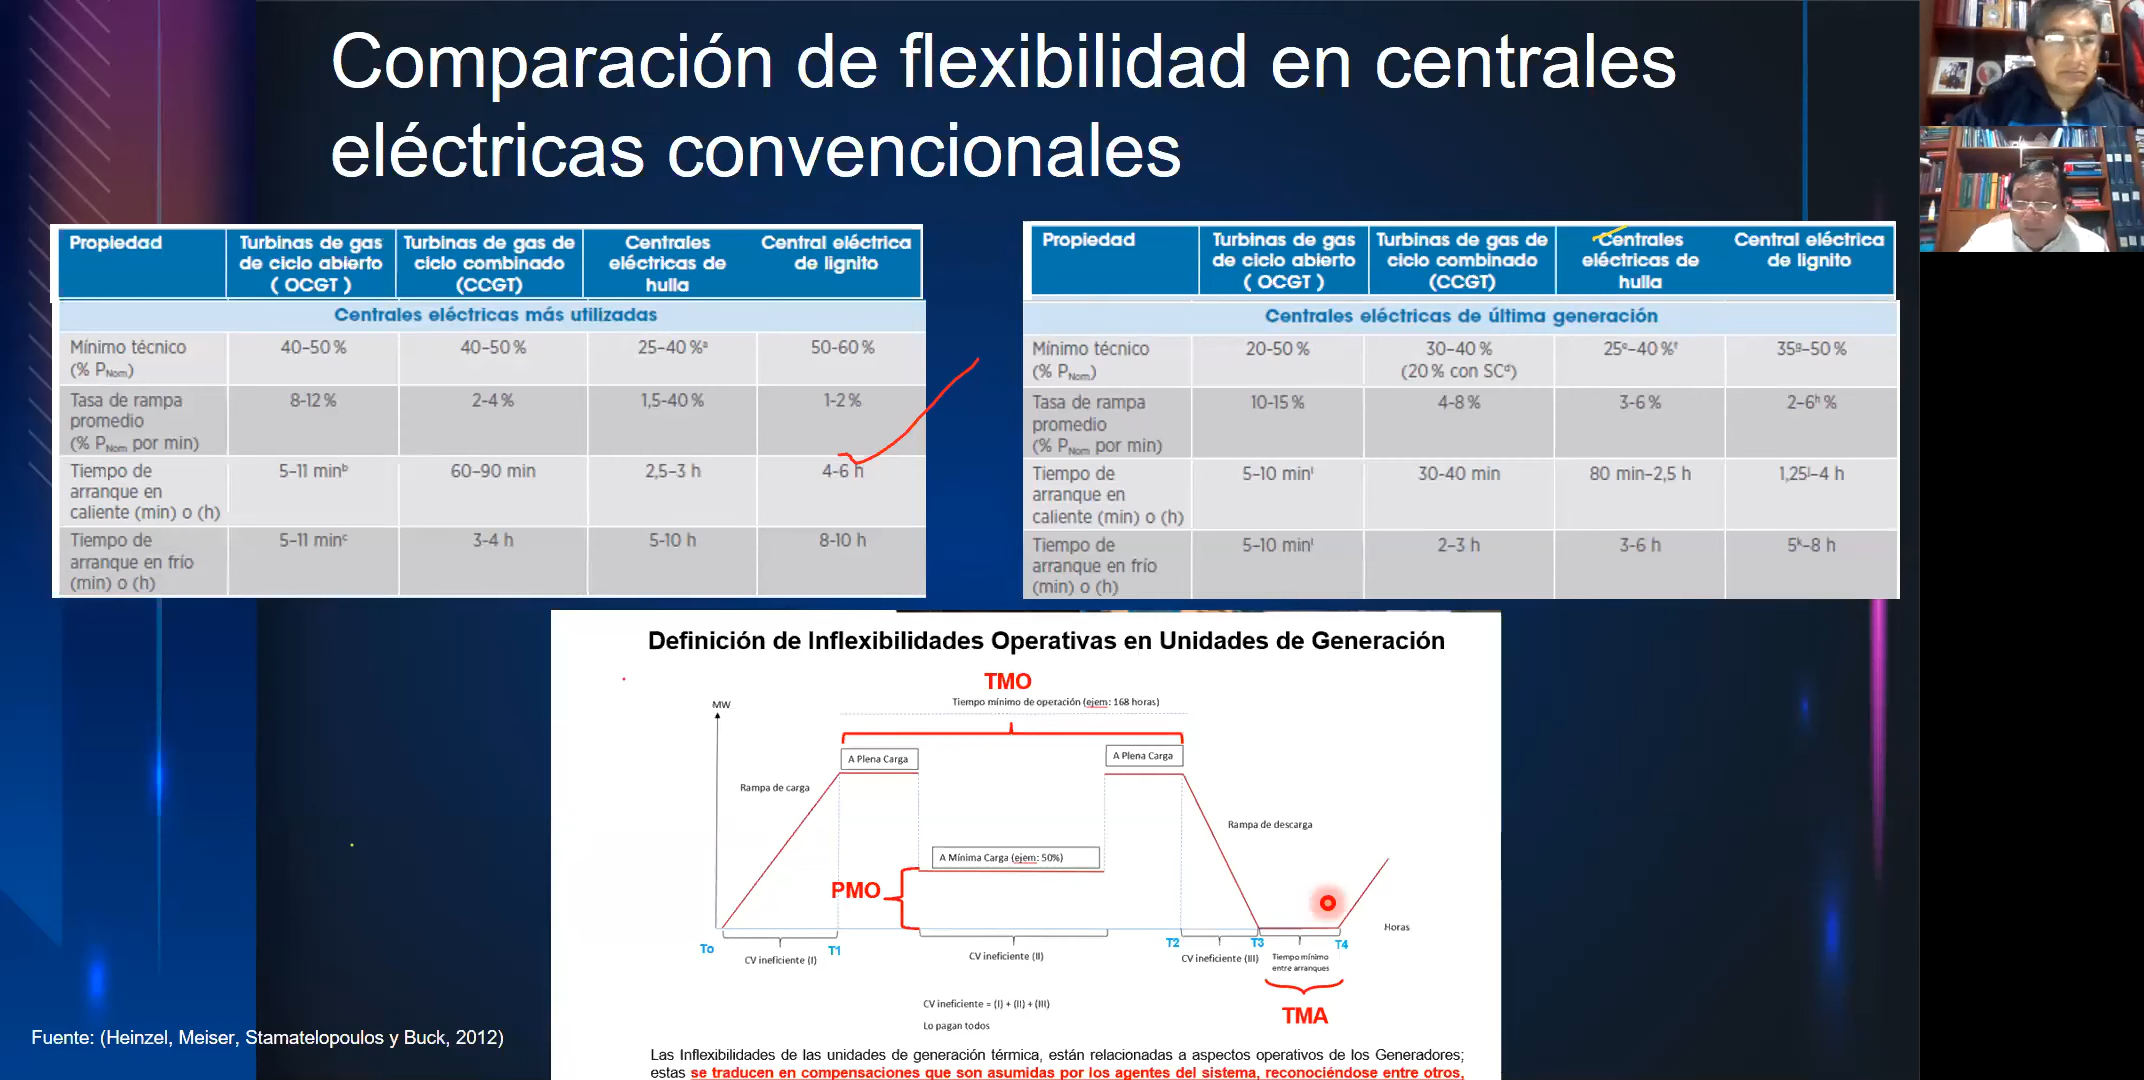 Comparación de flexibilidad en centrales
eléctricas convencionales
Propiedad
Turbinas de gas
de ciclo abierto
( OCGT )
Turbinas de gas de
ciclo combinado
(CCGT)
Centrales
eléctricas de
hulla
Central eléctrica
de lignito
Centrales eléctricas más utilizadas
Mínimo técnico
(% PNom)
40–50 %
40–50 %
25–40 %ᵃ
50-60 %
Tasa de rampa
promedio
(% PNom por min)
8-12 %
2-4 %
1,5-40 %
1-2 %
Tiempo de
arranque en
caliente (min) o (h)
5–11 minᵇ
60–90 min
2,5–3 h
4-6 h
Tiempo de
arranque en frío
(min) o (h)
5–11 minᶜ
3-4 h
5-10 h
8-10 h
Propiedad
Turbinas de gas
de ciclo abierto
( OCGT )
Turbinas de gas de
ciclo combinado
(CCGT)
Centrales
eléctricas de
hulla
Central eléctrica
de lignito
Centrales eléctricas de última generación
Mínimo técnico
(% PNom)
20-50 %
30–40 %
(20 % con SCᵈ)
25ᵉ–40 %ᶠ
35ᵍ–50 %
Tasa de rampa
promedio
(% PNom por min)
10-15 %
4-8 %
3-6 %
2–6ʰ %
Tiempo de
arranque en
caliente (min) o (h)
5–10 minⁱ
30-40 min
80 min–2,5 h
1,25ʲ–4 h
Tiempo de
arranque en frío
(min) o (h)
5–10 minⁱ
2–3 h
3-6 h
5ᵏ–8 h
Definición de Inflexibilidades Operativas en Unidades de Generación
TMO
Tiempo mínimo de operación (ejem: 168 horas)
MW
A Plena Carga
A Plena Carga
Rampa de carga
Rampa de descarga
A Mínima Carga (ejem: 50%)
PMO
Horas
To
T1
T2
T3
T4
CV ineficiente (I)
CV ineficiente (II)
CV ineficiente (III)
Tiempo mínimo
entre arranques
TMA
CV ineficiente = (I) + (II) + (III)
Lo pagan todos
Fuente: (Heinzel, Meiser, Stamatelopoulos y Buck, 2012)
Las Inflexibilidades de las unidades de generación térmica, están relacionadas a aspectos operativos de los Generadores;
estas se traducen en compensaciones que son asumidas por los agentes del sistema, reconociéndose entre otros,